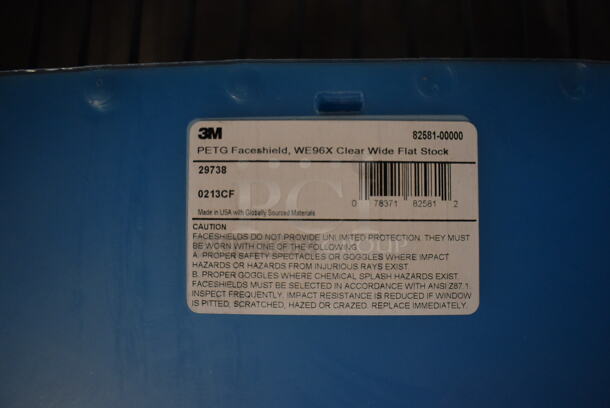 3M 82581-00000
PETG Faceshield, WE96X Clear Wide Flat Stock
29738
0213CF
Made in USA with Globally Sourced Materials
0 78371 82581 2
CAUTION
FACESHIELDS DO NOT PROVIDE UNLIMITED PROTECTION. THEY MUST
BE WORN WITH ONE OF THE FOLLOWING
A. PROPER SAFETY SPECTACLES OR GOGGLES WHERE IMPACT
HAZARDS OR HAZARDS FROM INJURIOUS RAYS EXIST
B. PROPER GOGGLES WHERE CHEMICAL SPLASH HAZARDS EXIST.
FACESHIELDS MUST BE SELECTED IN ACCORDANCE WITH ANSI Z87.1
INSPECT FREQUENTLY. IMPACT RESISTANCE IS REDUCED IF WINDOW
IS PITTED, SCRATCHED, HAZED OR CRAZED. REPLACE IMMEDIATELY.